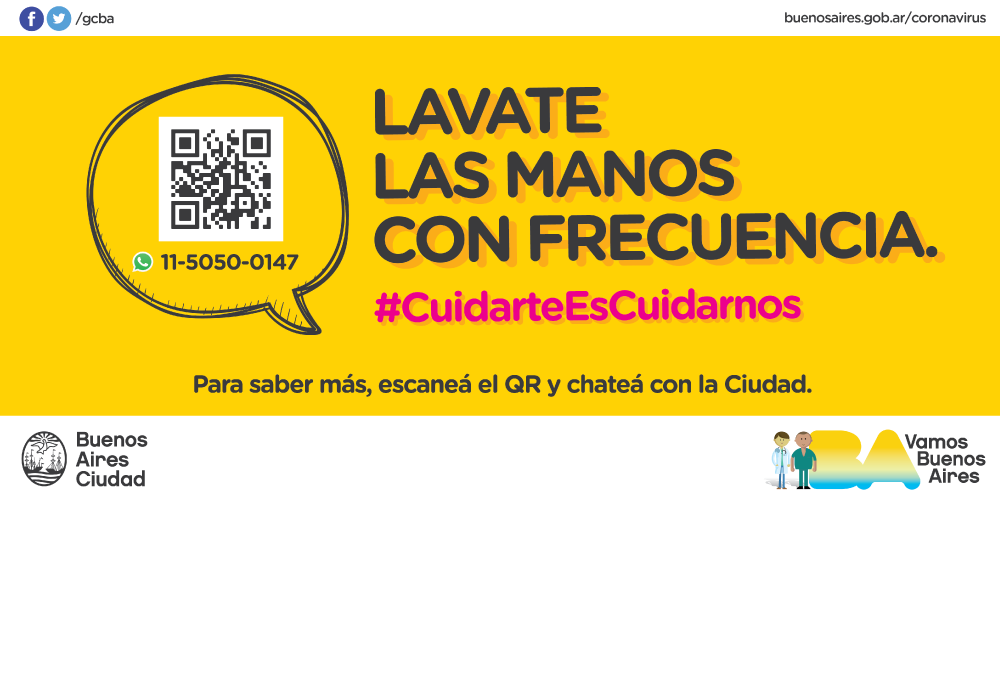 /gcba
buenosaires.gob.ar/coronavirus
LAVATE
LAS MANOS
CON FRECUENCIA.
11-5050-0147
#CuidarteEsCuidarnos
Para saber más, escaneá el QR y chateá con la Ciudad.
Buenos
Aires
Ciudad
BA
Vamos
Buenos
Aires